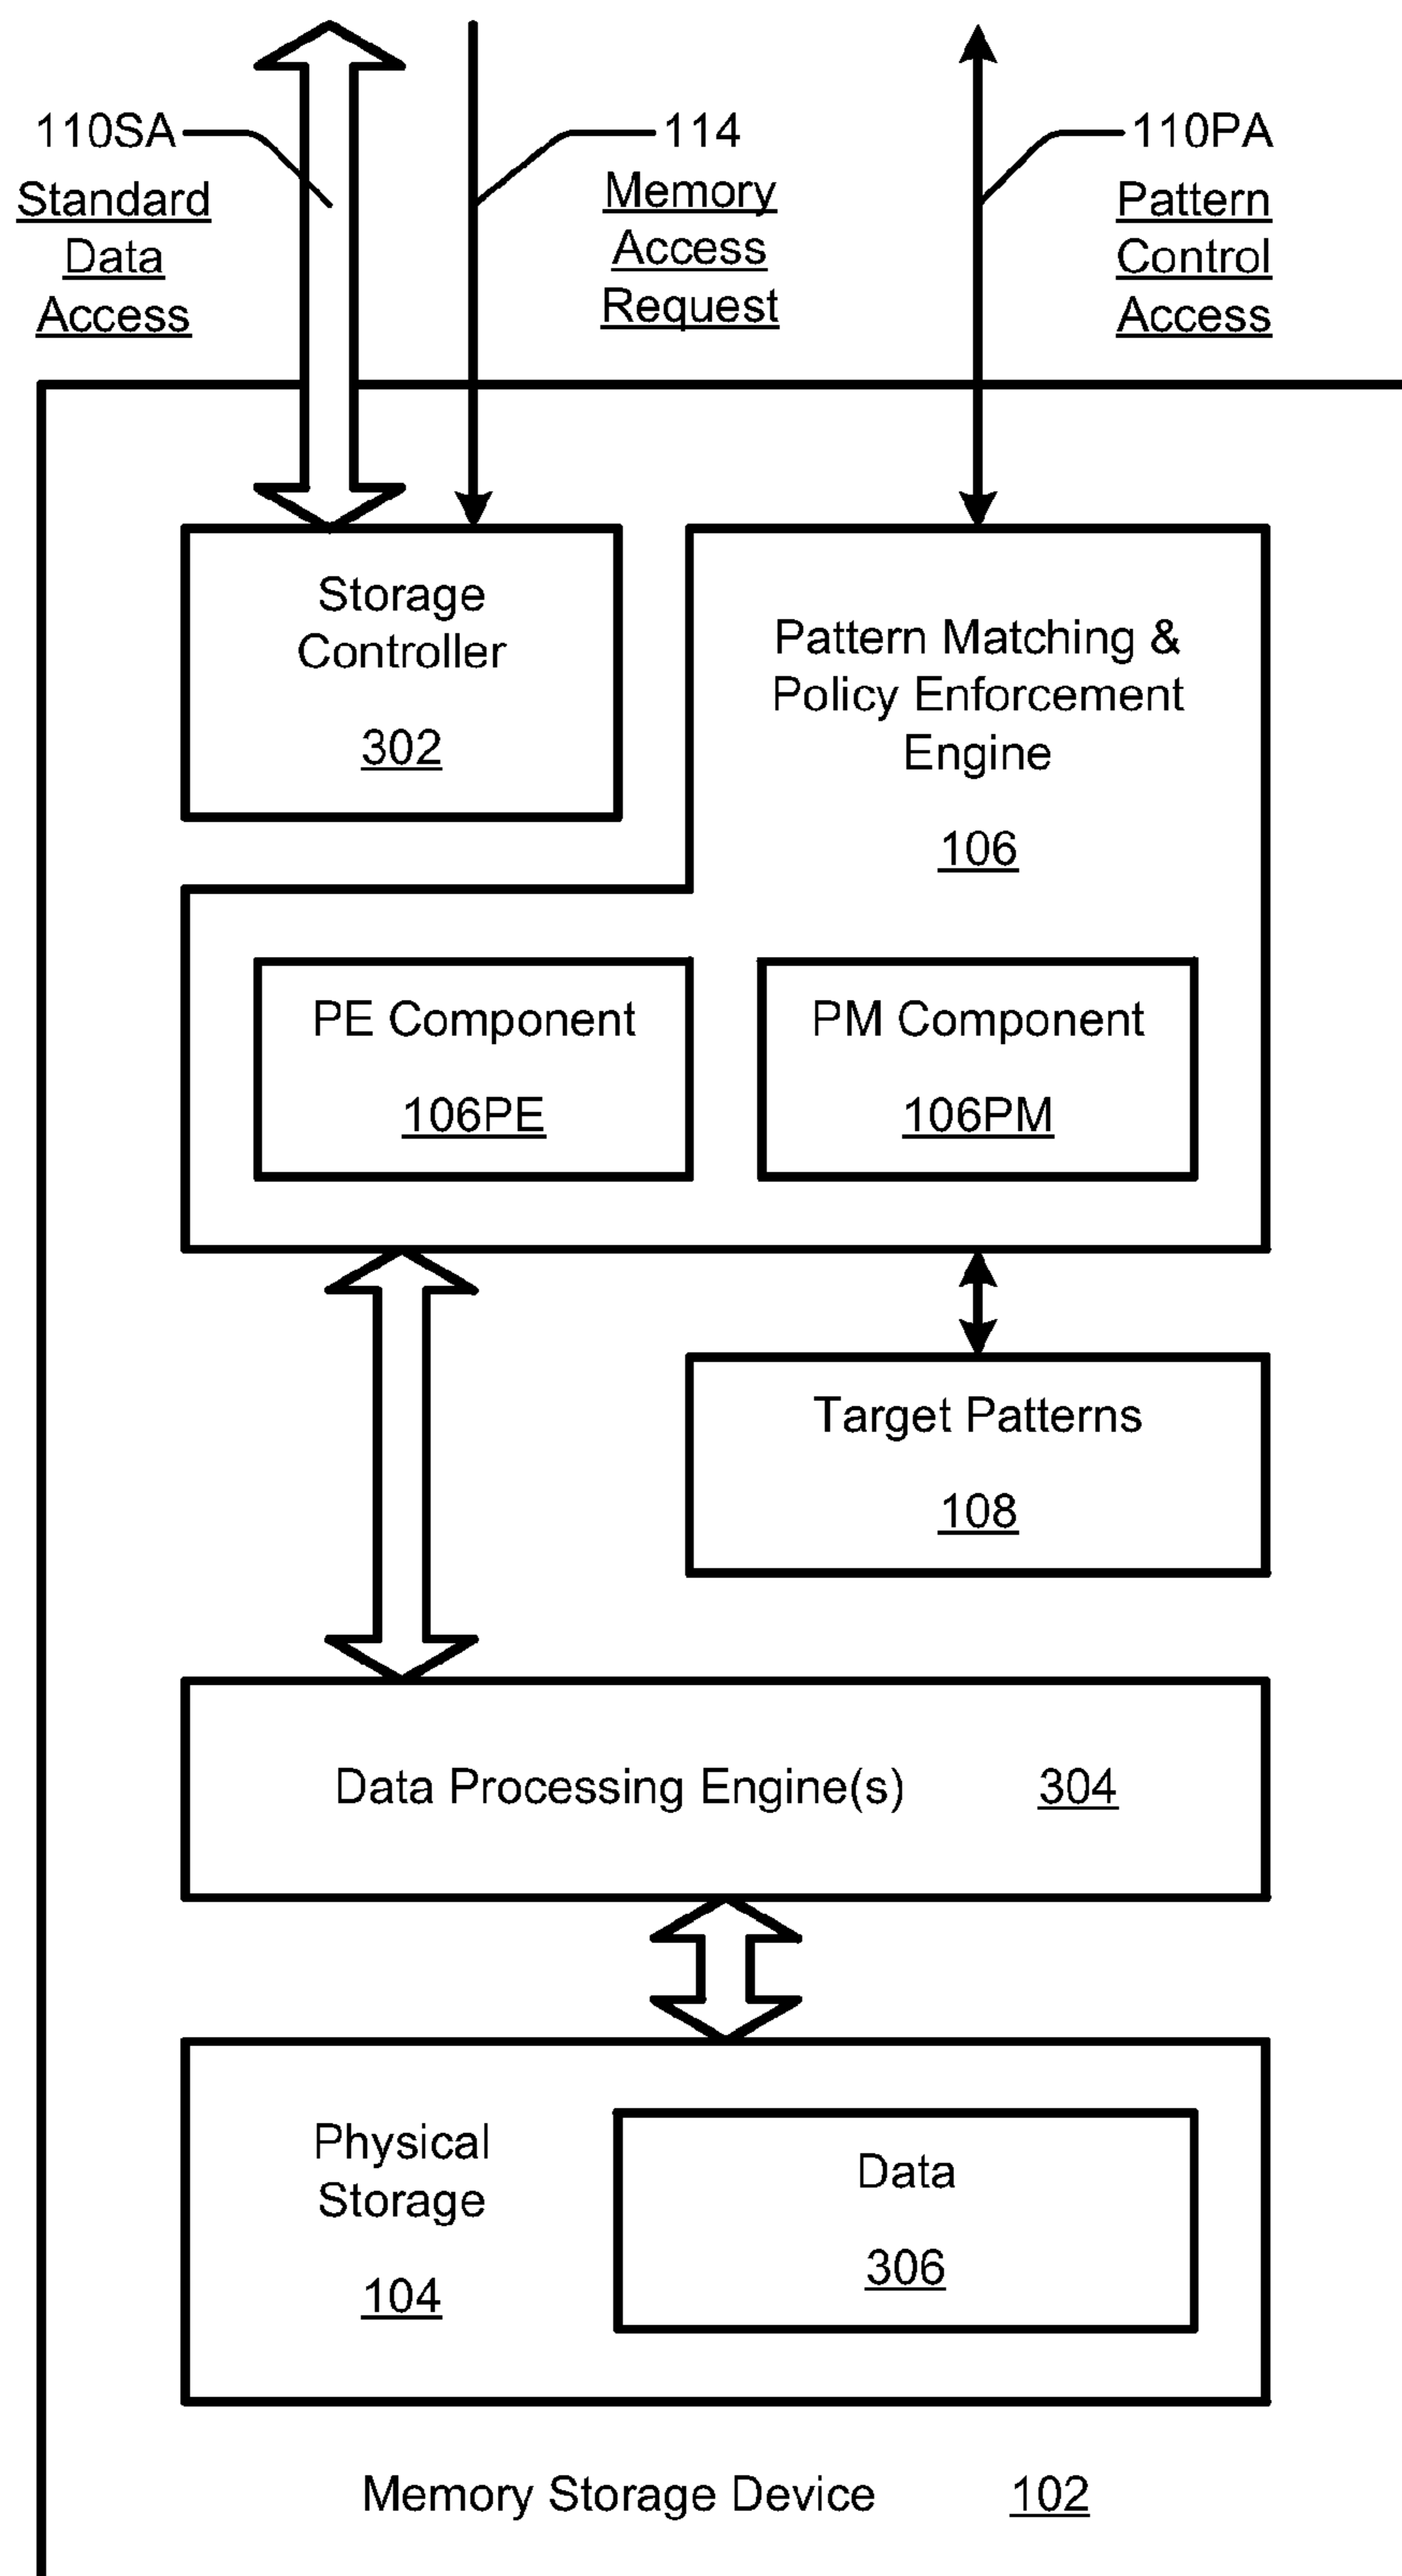 110SA
Standard
Data
Access
114
Memory
Access
Request
110PA
Pattern
Control
Access
Storage
Controller
302
Pattern Matching &
Policy Enforcement
Engine
106
PE Component
106PE
PM Component
106PM
Target Patterns
108
Data Processing Engine(s) 304
Physical
Storage
104
Data
306
Memory Storage Device 102